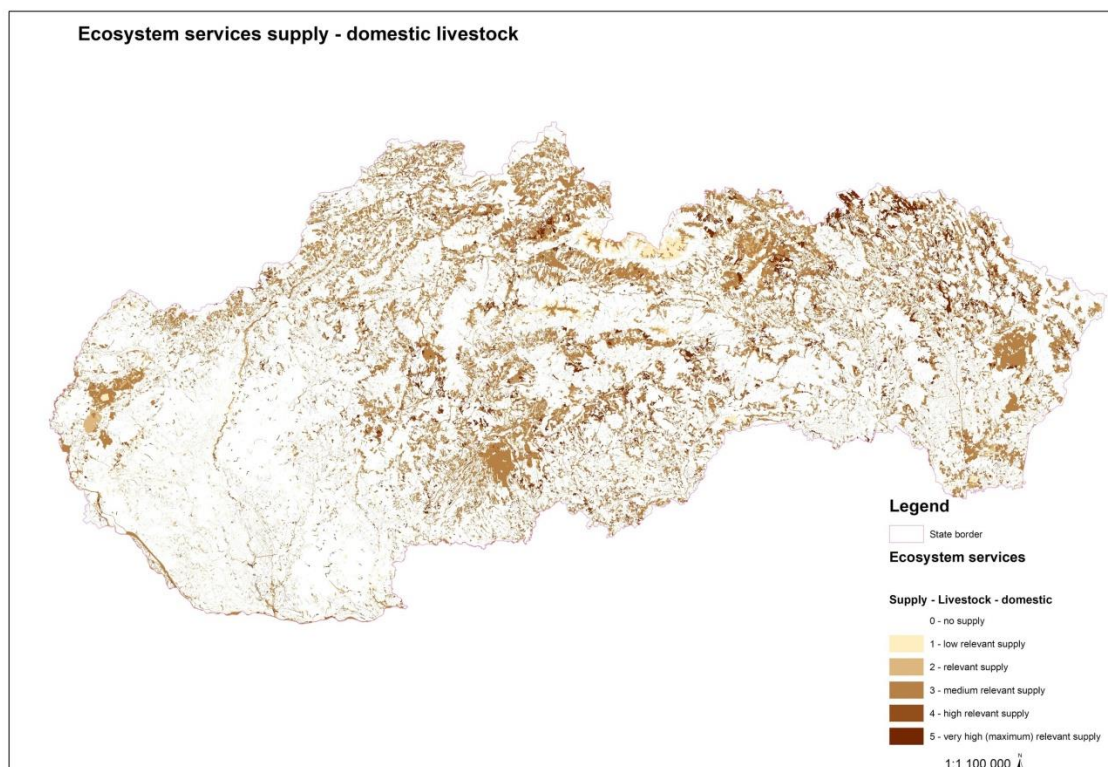 Ecosystem services supply - domestic livestock
Legend
State border
Ecosystem services
Supply - Livestock - domestic
0 - no supply
1 - low relevant supply
2 - relevant supply
3 - medium relevant supply
4 - high relevant supply
5 - very high (maximum) relevant supply
1:1 100 000 N